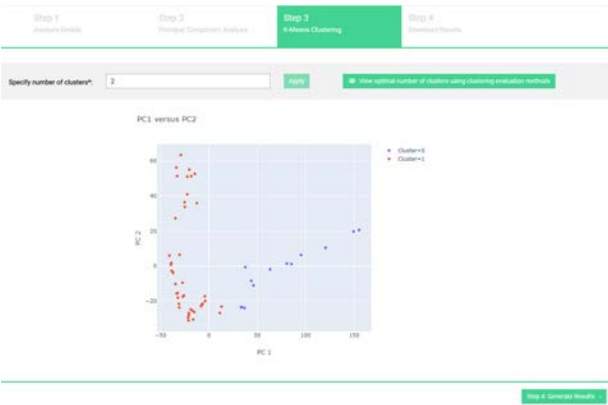 Step 1
Analysis Details
Step 2
Principal Component Analysis
Step 3
K-Means Clustering
Step 4
Download Results
Specify number of clusters*:
2
Apply
View optimal number of clusters using clustering evaluation methods
PC1 versus PC2
Cluster=0
Cluster=1
60
40
20
0
−20
PC 2
−50
0
50
100
150
PC 1
Step 4: Generate Results